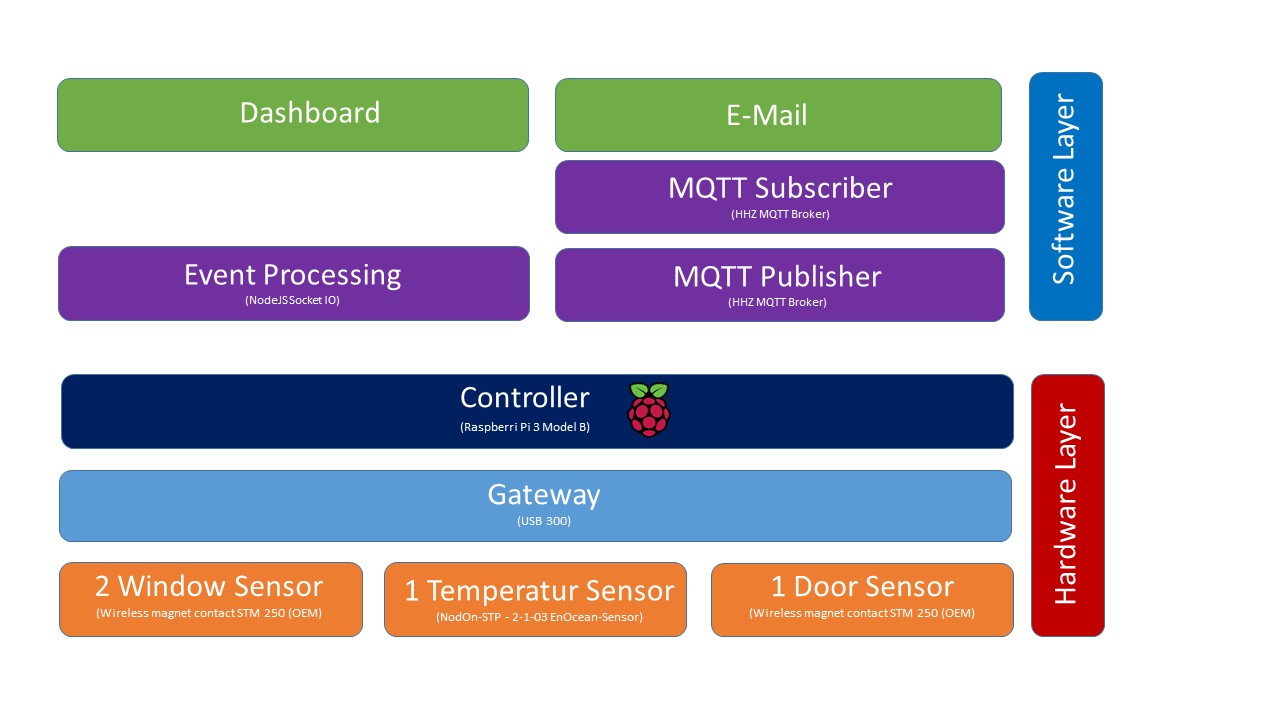 Dashboard
E-Mail
MQTT Subscriber
(HHZ MQTT Broker)
Event Processing
(NodeJS Socket IO)
MQTT Publisher
(HHZ MQTT Broker)
Software Layer
Controller
(Raspberri Pi 3 Model B)
Gateway
(USB 300)
2 Window Sensor
(Wireless magnet contact STM 250 (OEM)
1 Temperatur Sensor
(NodOn-STP - 2-1-03 EnOcean-Sensor)
1 Door Sensor
(Wireless magnet contact STM 250 (OEM)
Hardware Layer